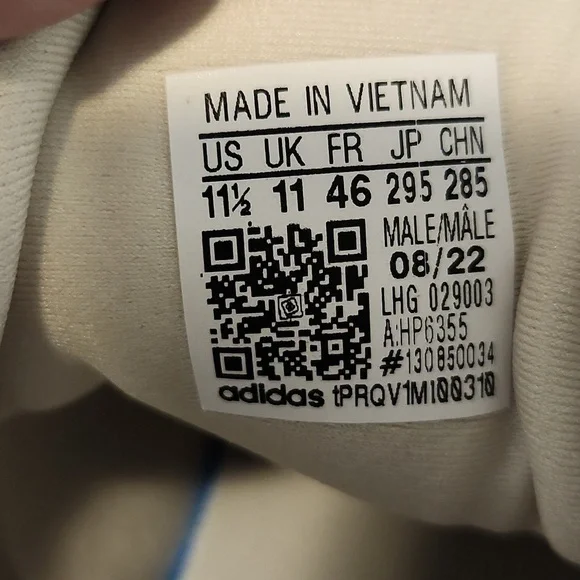 MADE IN VIETNAM
US UK FR JP CHN
11½ 11 46 295 285
MALE/MÂLE
08/22
LHG 029003
A:HP6355
#130850034
adidas tPRQV1MI00310